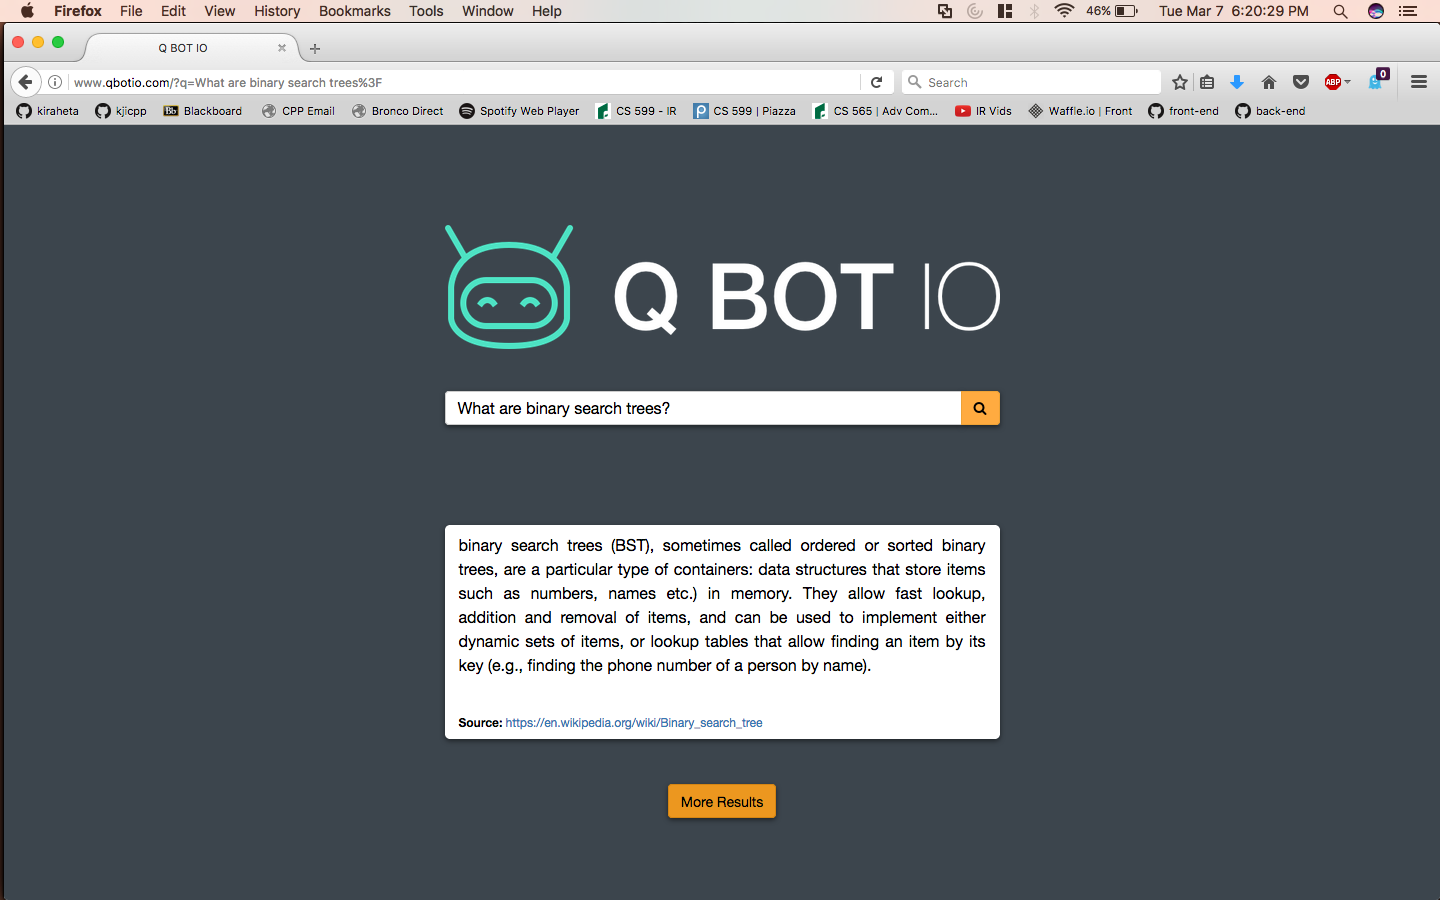 Firefox File Edit View History Bookmarks Tools Window Help 46% Tue Mar 7 6:20:29 PM
Q BOT IO
www.qbotio.com/?q=What are binary search trees%3F Search ABP 0
kiraheta kjicpp Bb Blackboard CPP Email Bronco Direct Spotify Web Player CS 599 - IR CS 599 | Piazza CS 565 | Adv Com... IR Vids Waffle.io | Front front-end back-end
Q BOT IO
What are binary search trees?
binary search trees (BST), sometimes called ordered or sorted binary
trees, are a particular type of containers: data structures that store items
such as numbers, names etc.) in memory. They allow fast lookup,
addition and removal of items, and can be used to implement either
dynamic sets of items, or lookup tables that allow finding an item by its
key (e.g., finding the phone number of a person by name).
Source: https://en.wikipedia.org/wiki/Binary_search_tree
More Results